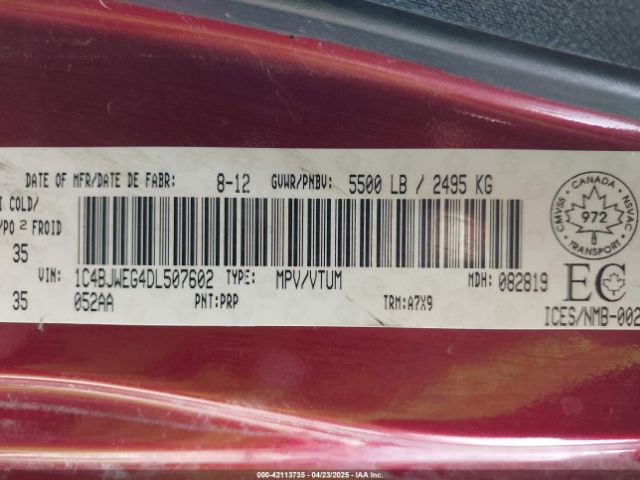 DATE OF MFR/DATE DE FABR: 8-12 GVWR/PNBV: 5500 LB / 2495 KG
COLD/
/PO 2 FROID
35
VIN: 1C4BJWEG4DL507602 TYPE: MPV/VTUM MDH: 082819
35 052AA PNT:PRP TRM:A7X9
CANADA
CMVSS NSVAC
972
TRANSPORT
EC
ICES/NMB-002
000-42113735 - 04/23/2025 - IAA Inc.